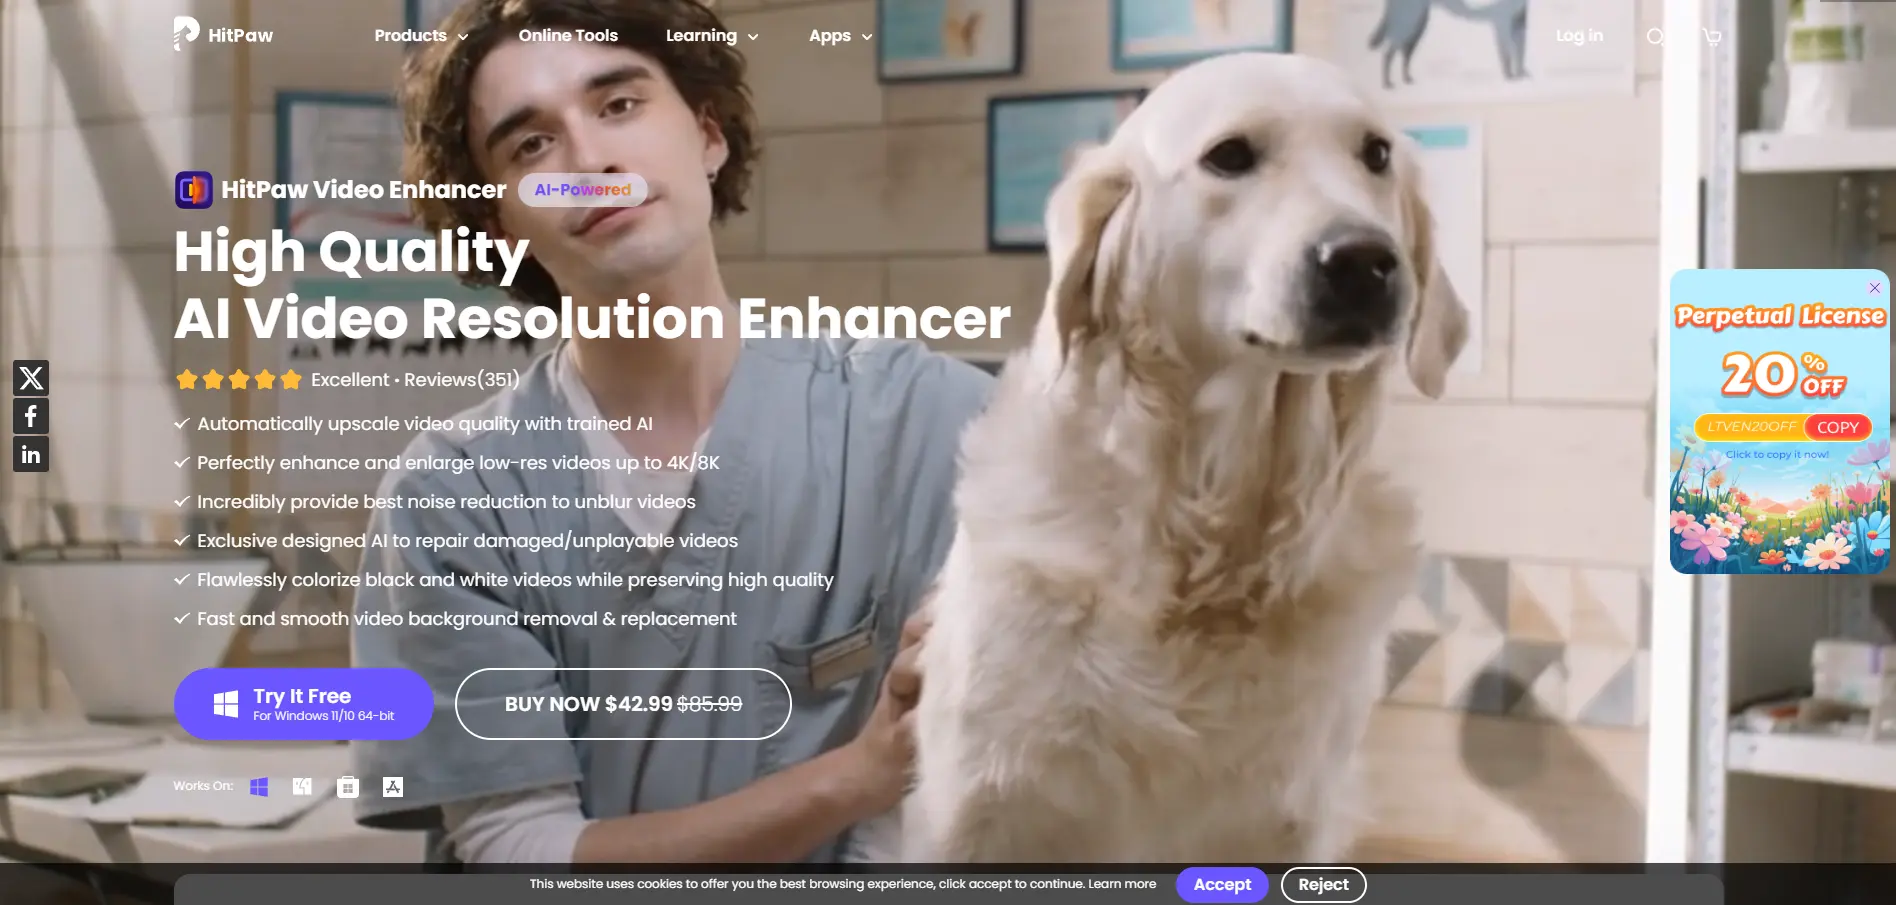 HitPaw
Products
Online Tools
Learning
Apps
Log in
HitPaw Video Enhancer
AI-Powered
High Quality
AI Video Resolution Enhancer
Excellent • Reviews(351)
Automatically upscale video quality with trained AI
Perfectly enhance and enlarge low-res videos up to 4K/8K
Incredibly provide best noise reduction to unblur videos
Exclusive designed AI to repair damaged/unplayable videos
Flawlessly colorize black and white videos while preserving high quality
Fast and smooth video background removal & replacement
Try It Free
For Windows 11/10 64-bit
BUY NOW $42.99 $85.99
Works On:
Perpetual License
20% OFF
LTVEN20OFF COPY
Click to copy it now!
This website uses cookies to offer you the best browsing experience, click accept to continue. Learn more
Accept
Reject